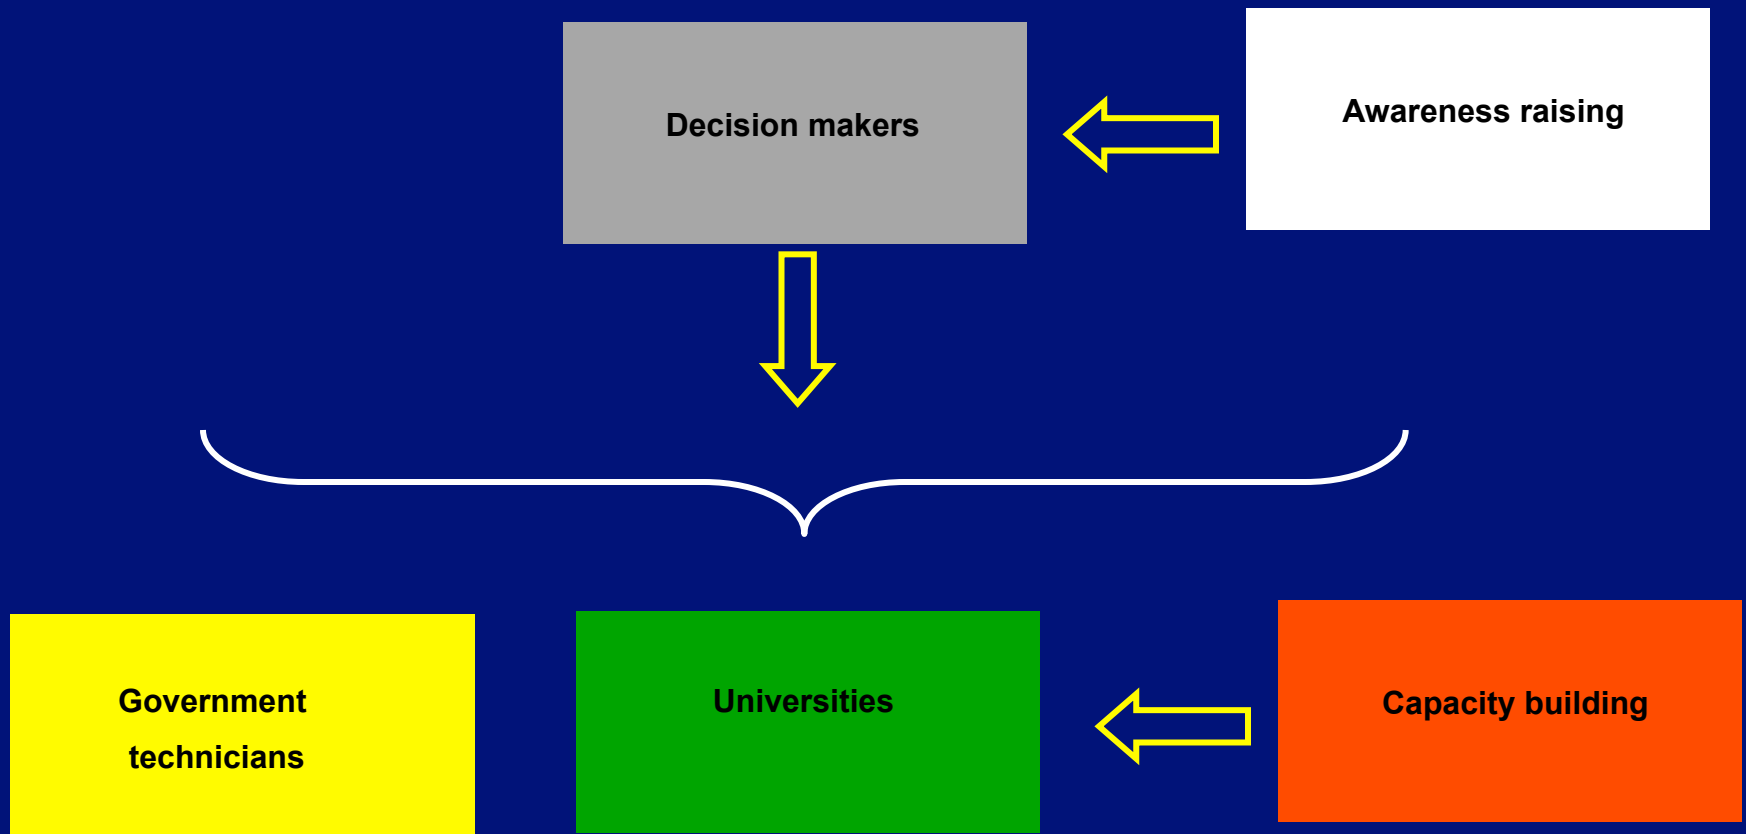 Decision makers
Awareness raising
Government
technicians
Universities
Capacity building